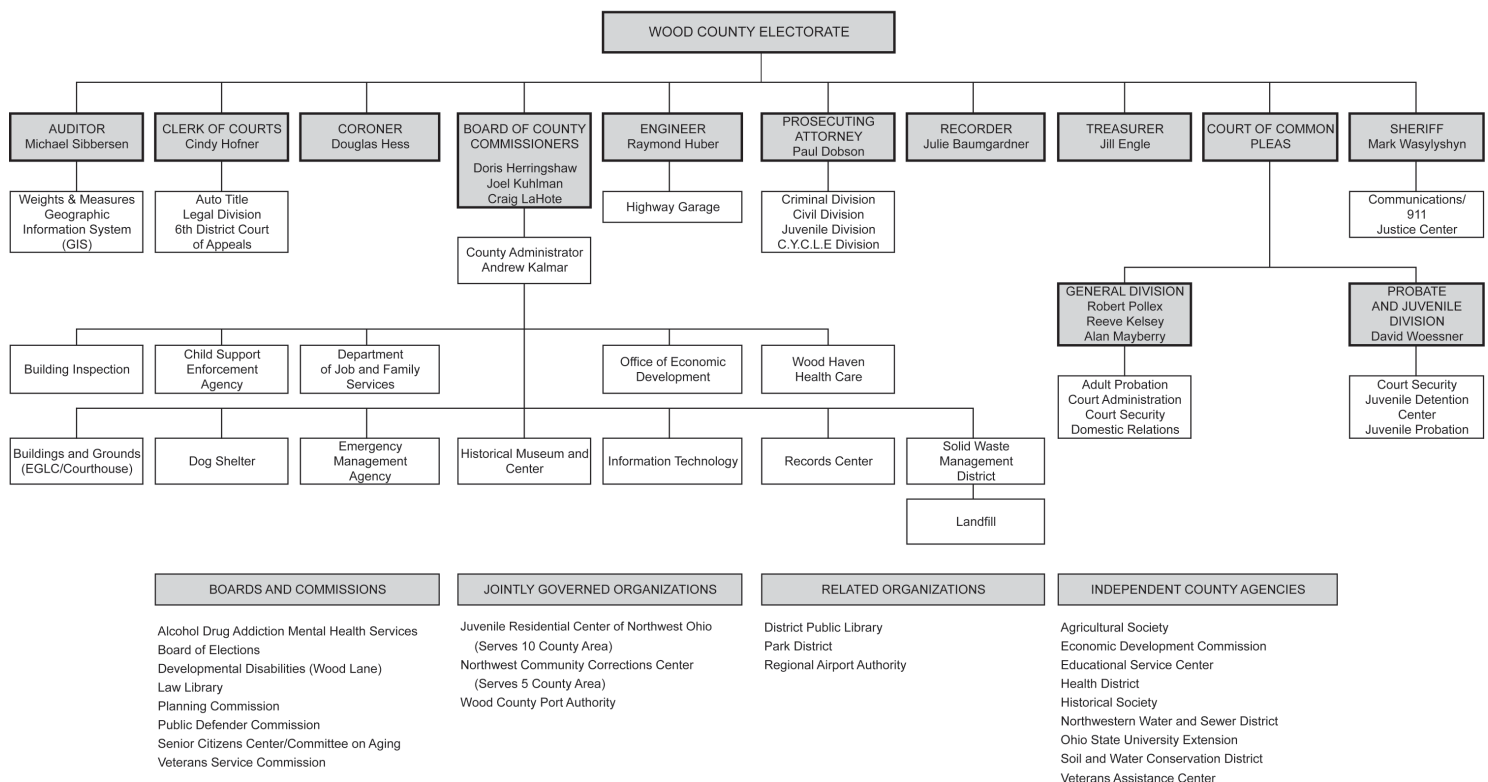 WOOD COUNTY ELECTORATE
AUDITOR
Michael Sibbersen
CLERK OF COURTS
Cindy Hofner
CORONER
Douglas Hess
BOARD OF COUNTY
COMMISSIONERS
Doris Herringshaw
Joel Kuhlman
Craig LaHote
ENGINEER
Raymond Huber
PROSECUTING
ATTORNEY
Paul Dobson
RECORDER
Julie Baumgardner
TREASURER
Jill Engle
COURT OF COMMON
PLEAS
SHERIFF
Mark Wasylyshyn
Weights & Measures
Geographic
Information System
(GIS)
Auto Title
Legal Division
6th District Court
of Appeals
County Administrator
Andrew Kalmar
Highway Garage
Criminal Division
Civil Division
Juvenile Division
C.Y.C.L.E Division
Communications/
911
Justice Center
GENERAL DIVISION
Robert Pollex
Reeve Kelsey
Alan Mayberry
PROBATE
AND JUVENILE
DIVISION
David Woessner
Adult Probation
Court Administration
Court Security
Domestic Relations
Court Security
Juvenile Detention
Center
Juvenile Probation
Building Inspection
Child Support
Enforcement
Agency
Department
of Job and Family
Services
Office of Economic
Development
Wood Haven
Health Care
Buildings and Grounds
(EGLC/Courthouse)
Dog Shelter
Emergency
Management
Agency
Historical Museum and
Center
Information Technology
Records Center
Solid Waste
Management
District
Landfill
BOARDS AND COMMISSIONS
Alcohol Drug Addiction Mental Health Services
Board of Elections
Developmental Disabilities (Wood Lane)
Law Library
Planning Commission
Public Defender Commission
Senior Citizens Center/Committee on Aging
Veterans Service Commission
JOINTLY GOVERNED ORGANIZATIONS
Juvenile Residential Center of Northwest Ohio
(Serves 10 County Area)
Northwest Community Corrections Center
(Serves 5 County Area)
Wood County Port Authority
RELATED ORGANIZATIONS
District Public Library
Park District
Regional Airport Authority
INDEPENDENT COUNTY AGENCIES
Agricultural Society
Economic Development Commission
Educational Service Center
Health District
Historical Society
Northwestern Water and Sewer District
Ohio State University Extension
Soil and Water Conservation District
Veterans Assistance Center